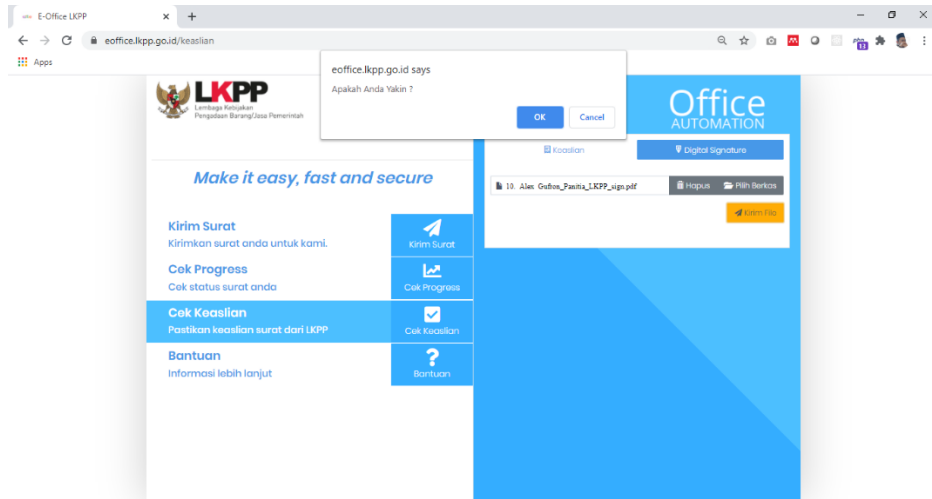 E-Office LKPP
eoffice.lkpp.go.id/keaslian
Apps
13
eoffice.lkpp.go.id says
Apakah Anda Yakin ?
OK
Cancel
LKPP
Lembaga Kebijakan
Pengadaan Barang/Jasa Pemerintah
Make it easy, fast and secure
Kirim Surat
Kirimkan surat anda untuk kami.
Kirim Surat
Cek Progress
Cek status surat anda
Cek Progress
Cek Keaslian
Pastikan keaslian surat dari LKPP
Cek Keaslian
Bantuan
Informasi lebih lanjut
Bantuan
Office
AUTOMATION
Keaslian
Digital Signature
10. Alex Gufron_Panitia_LKPP_sign.pdf
Hapus
Pilih Berkas
Kirim File